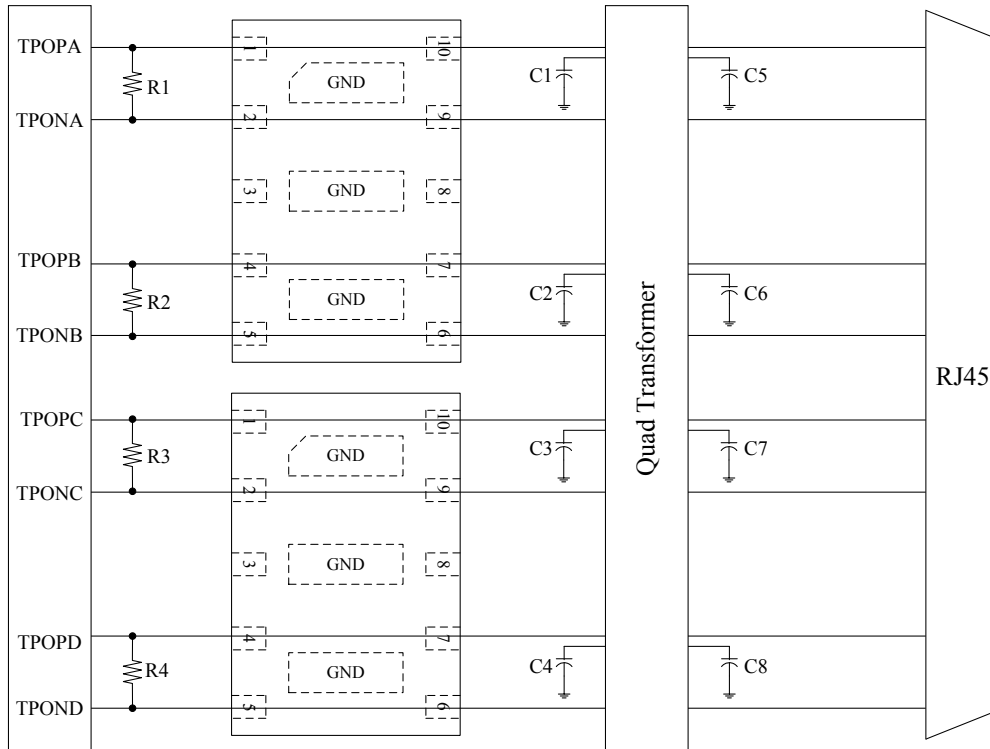 TPOPA
R1
TPONA
1
10
GND
2
9
3
GND
8
C1
C5
TPOPB
R2
TPONB
4
7
GND
5
6
C2
C6
Quad Transformer
RJ45
TPOPC
R3
TPONC
1
10
GND
2
9
3
GND
8
C3
C7
TPOPD
R4
TPOND
4
7
GND
5
6
C4
C8